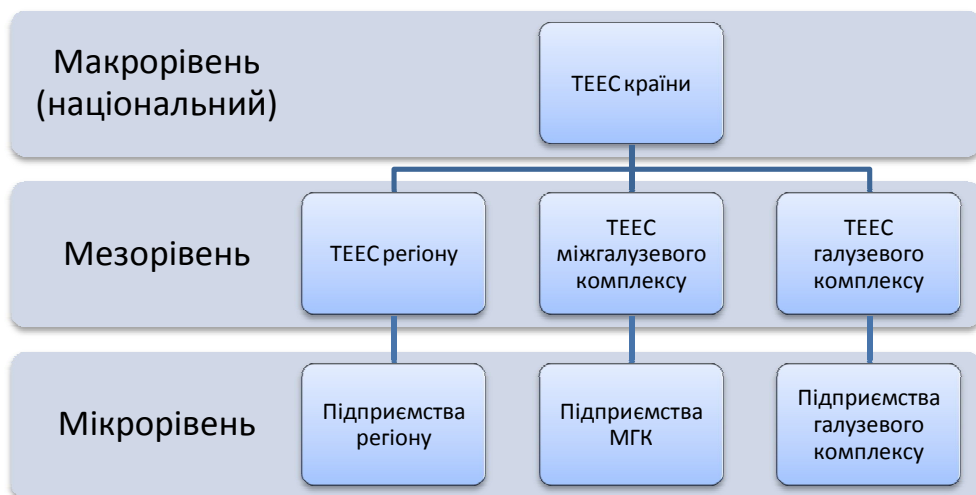 Макрорівень
(національний)
ТЕЕС країни
Мезорівень
ТЕЕС регіону
ТЕЕС
міжгалузевого
комплексу
ТЕЕС
галузевого
комплексу
Мікрорівень
Підприємства
регіону
Підприємства
МГК
Підприємства
галузевого
комплексу